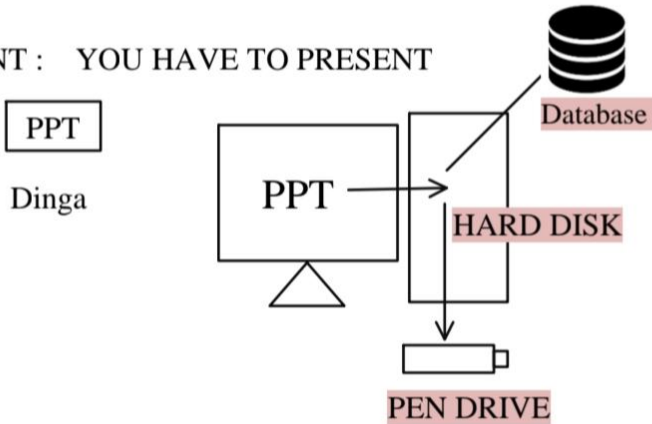 NT : YOU HAVE TO PRESENT
PPT
Dinga
PPT
Database
HARD DISK
PEN DRIVE